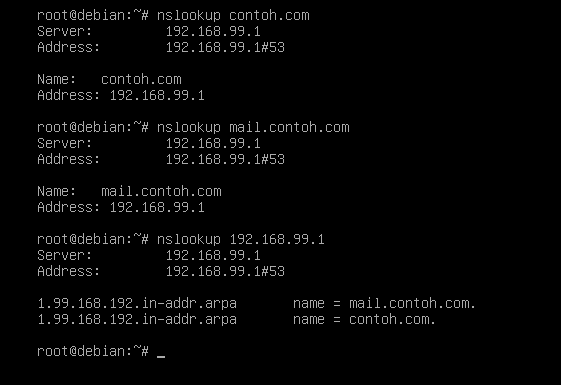 root@debian:~# nslookup contoh.com
Server:         192.168.99.1
Address:        192.168.99.1#53

Name:   contoh.com
Address: 192.168.99.1

root@debian:~# nslookup mail.contoh.com
Server:         192.168.99.1
Address:        192.168.99.1#53

Name:   mail.contoh.com
Address: 192.168.99.1

root@debian:~# nslookup 192.168.99.1
Server:         192.168.99.1
Address:        192.168.99.1#53

1.99.168.192.in-addr.arpa       name = mail.contoh.com.
1.99.168.192.in-addr.arpa       name = contoh.com.

root@debian:~# _